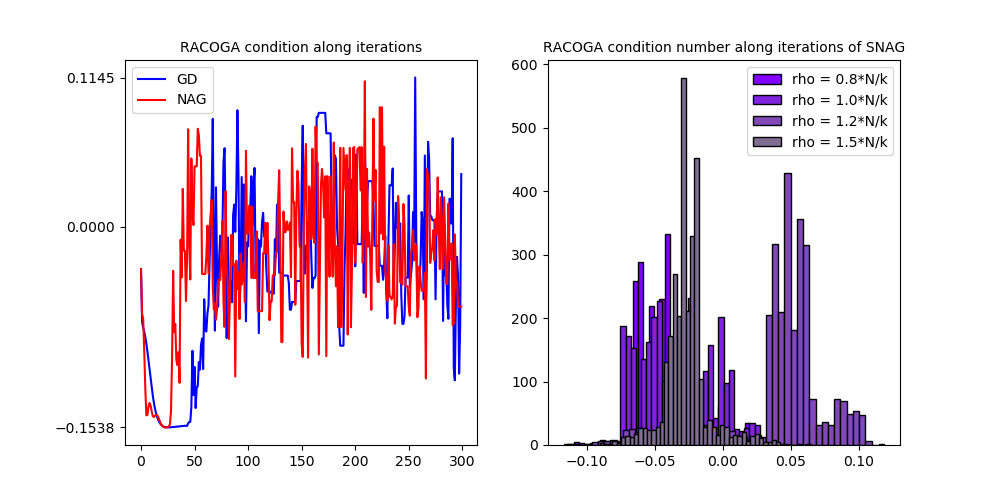 RACOGA condition along iterations
GD
NAG
0.1145
0.0000
−0.1538
0
50
100
150
200
250
300
RACOGA condition number along iterations of SNAG
rho = 0.8*N/k
rho = 1.0*N/k
rho = 1.2*N/k
rho = 1.5*N/k
600
500
400
300
200
100
0
−0.10
−0.05
0.00
0.05
0.10